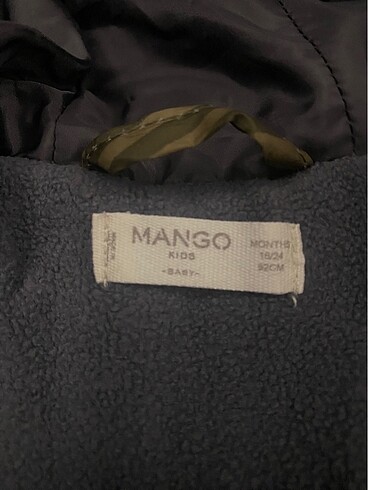 MANGO
KIDS
-BABY-
MONTHS
18/24
92CM